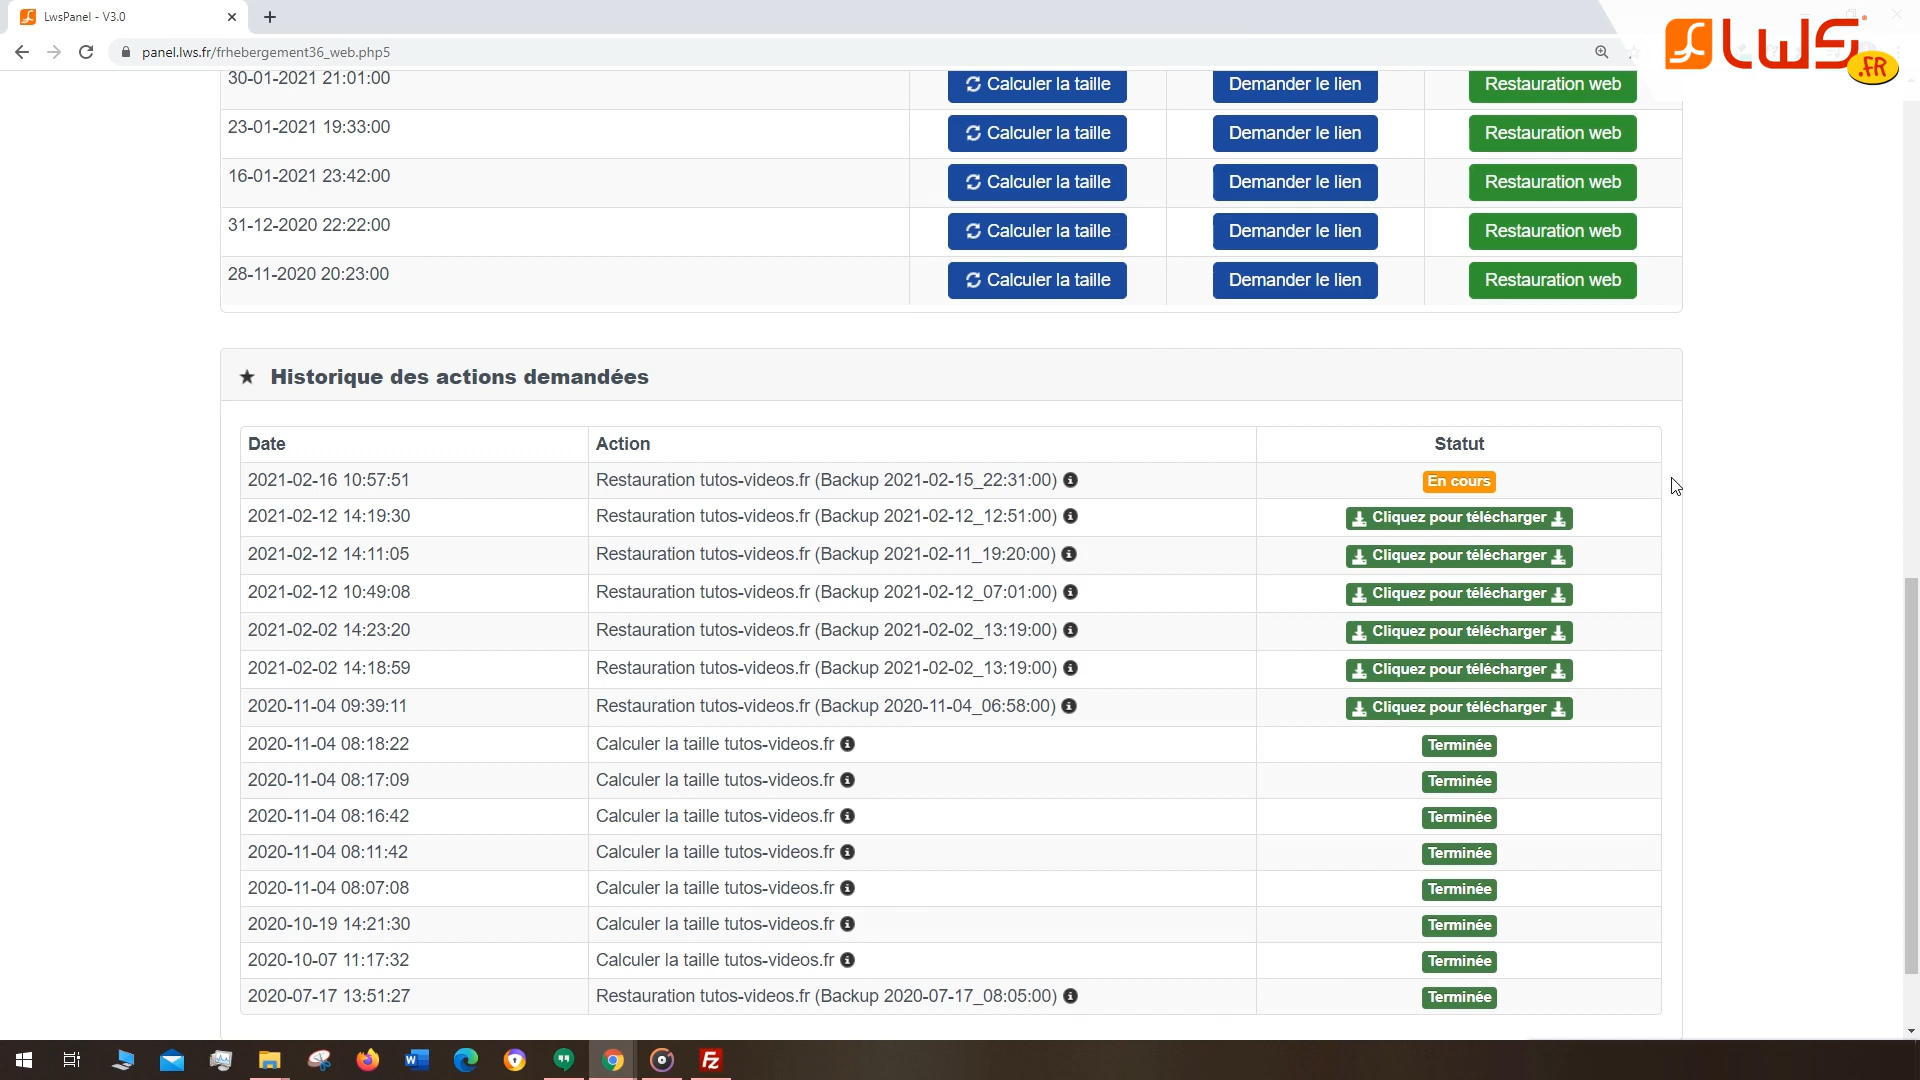 LwsPanel - V3.0
panel.lws.fr/frhebergement36_web.php5
LWS .FR
30-01-2021 21:01:00 Calculer la taille Demander le lien Restauration web
23-01-2021 19:33:00 Calculer la taille Demander le lien Restauration web
16-01-2021 23:42:00 Calculer la taille Demander le lien Restauration web
31-12-2020 22:22:00 Calculer la taille Demander le lien Restauration web
28-11-2020 20:23:00 Calculer la taille Demander le lien Restauration web
Historique des actions demandées
Date Action Statut
2021-02-16 10:57:51 Restauration tutos-videos.fr (Backup 2021-02-15_22:31:00) En cours
2021-02-12 14:19:30 Restauration tutos-videos.fr (Backup 2021-02-12_12:51:00) Cliquez pour télécharger
2021-02-12 14:11:05 Restauration tutos-videos.fr (Backup 2021-02-11_19:20:00) Cliquez pour télécharger
2021-02-12 10:49:08 Restauration tutos-videos.fr (Backup 2021-02-12_07:01:00) Cliquez pour télécharger
2021-02-02 14:23:20 Restauration tutos-videos.fr (Backup 2021-02-02_13:19:00) Cliquez pour télécharger
2021-02-02 14:18:59 Restauration tutos-videos.fr (Backup 2021-02-02_13:19:00) Cliquez pour télécharger
2020-11-04 09:39:11 Restauration tutos-videos.fr (Backup 2020-11-04_06:58:00) Cliquez pour télécharger
2020-11-04 08:18:22 Calculer la taille tutos-videos.fr Terminée
2020-11-04 08:17:09 Calculer la taille tutos-videos.fr Terminée
2020-11-04 08:16:42 Calculer la taille tutos-videos.fr Terminée
2020-11-04 08:11:42 Calculer la taille tutos-videos.fr Terminée
2020-11-04 08:07:08 Calculer la taille tutos-videos.fr Terminée
2020-10-19 14:21:30 Calculer la taille tutos-videos.fr Terminée
2020-10-07 11:17:32 Calculer la taille tutos-videos.fr Terminée
2020-07-17 13:51:27 Restauration tutos-videos.fr (Backup 2020-07-17_08:05:00) Terminée